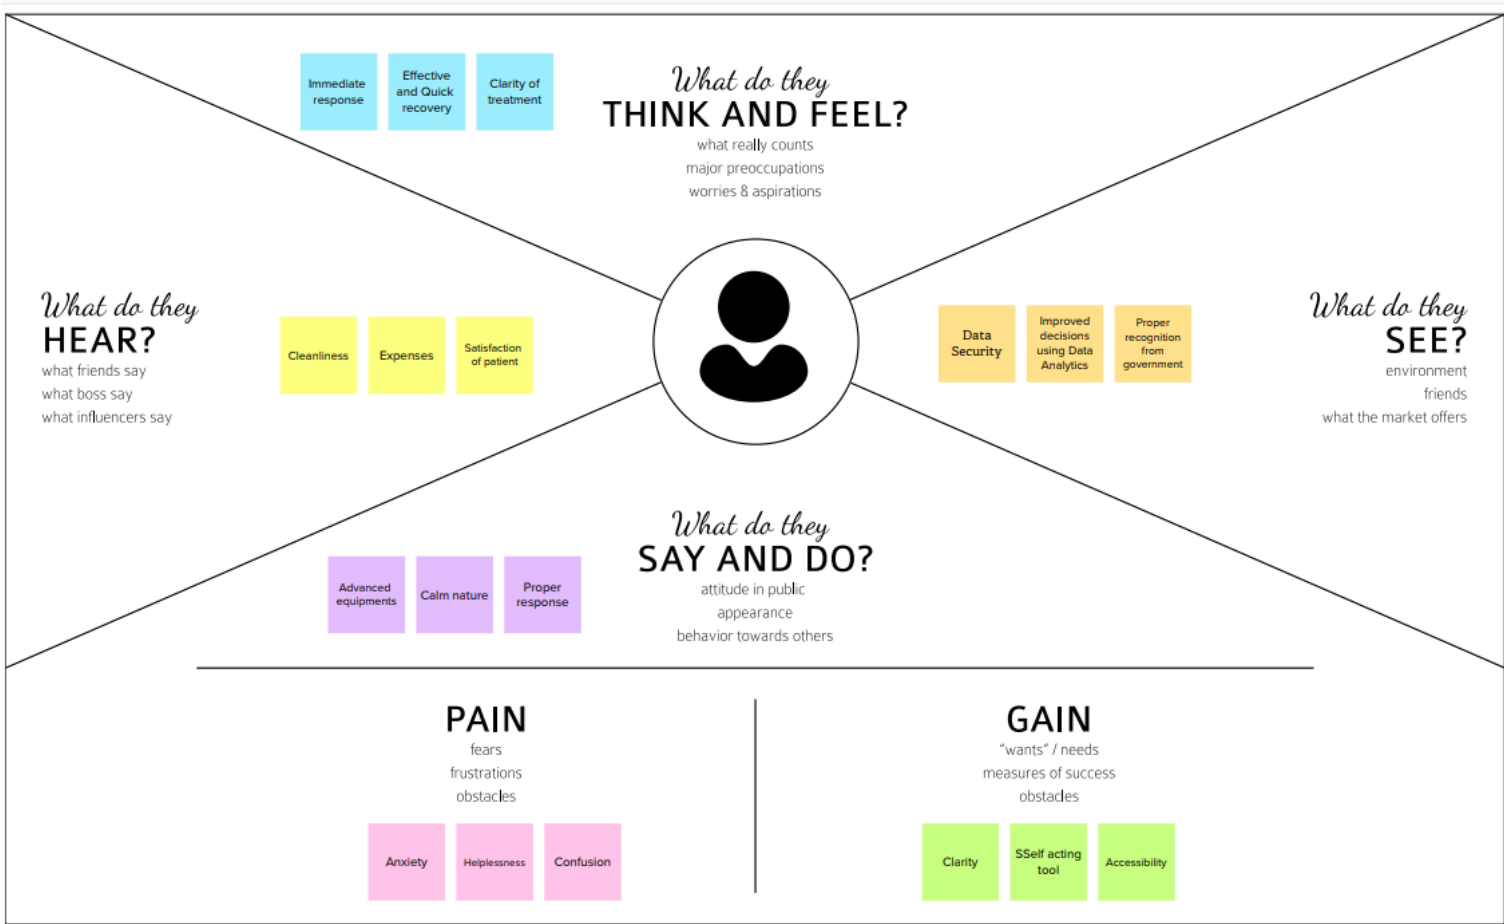 Immediate
response
Effective
and Quick
recovery
Clarity of
treatment
What do they
THINK AND FEEL?
what really counts
major preoccupations
worries & aspirations
What do they
HEAR?
what friends say
what boss say
what influencers say
Cleanliness
Expenses
Satisfaction
of patient
Data
Security
Improved
decisions
using Data
Analytics
Proper
recognition
from
government
What do they
SEE?
environment
friends
what the market offers
What do they
SAY AND DO?
attitude in public
appearance
behavior towards others
Advanced
equipments
Calm nature
Proper
response
PAIN
fears
frustrations
obstacles
Anxiety
Helplessness
Confusion
GAIN
“wants” / needs
measures of success
obstacles
Clarity
SSelf acting
tool
Accessibility